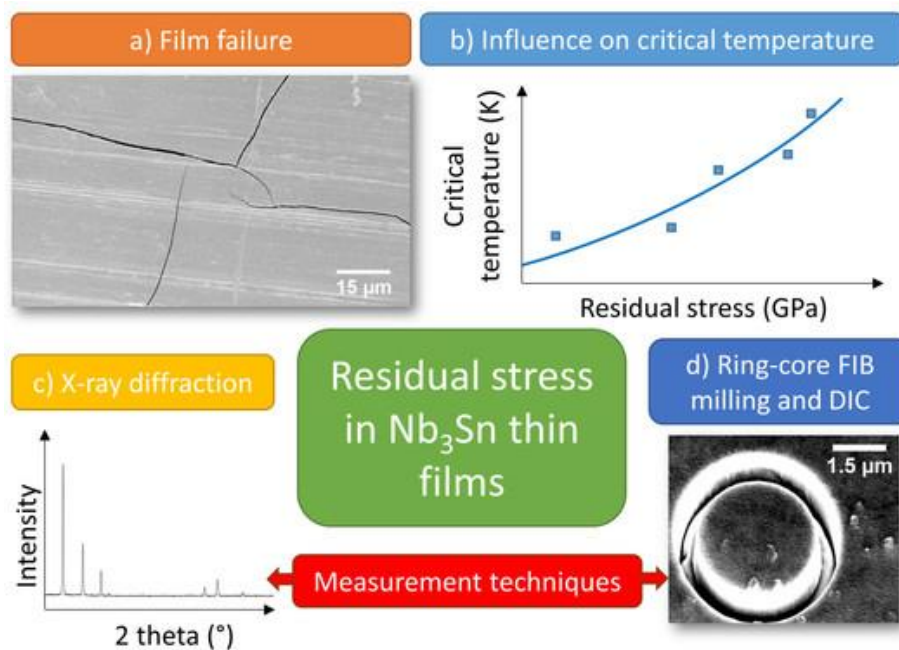 a) Film failure
15 µm
b) Influence on critical temperature
Critical
temperature (K)
Residual stress (GPa)
c) X-ray diffraction
Intensity
2 theta (°)
Residual stress
in Nb₃Sn thin
films
Measurement techniques
d) Ring-core FIB
milling and DIC
1.5 µm